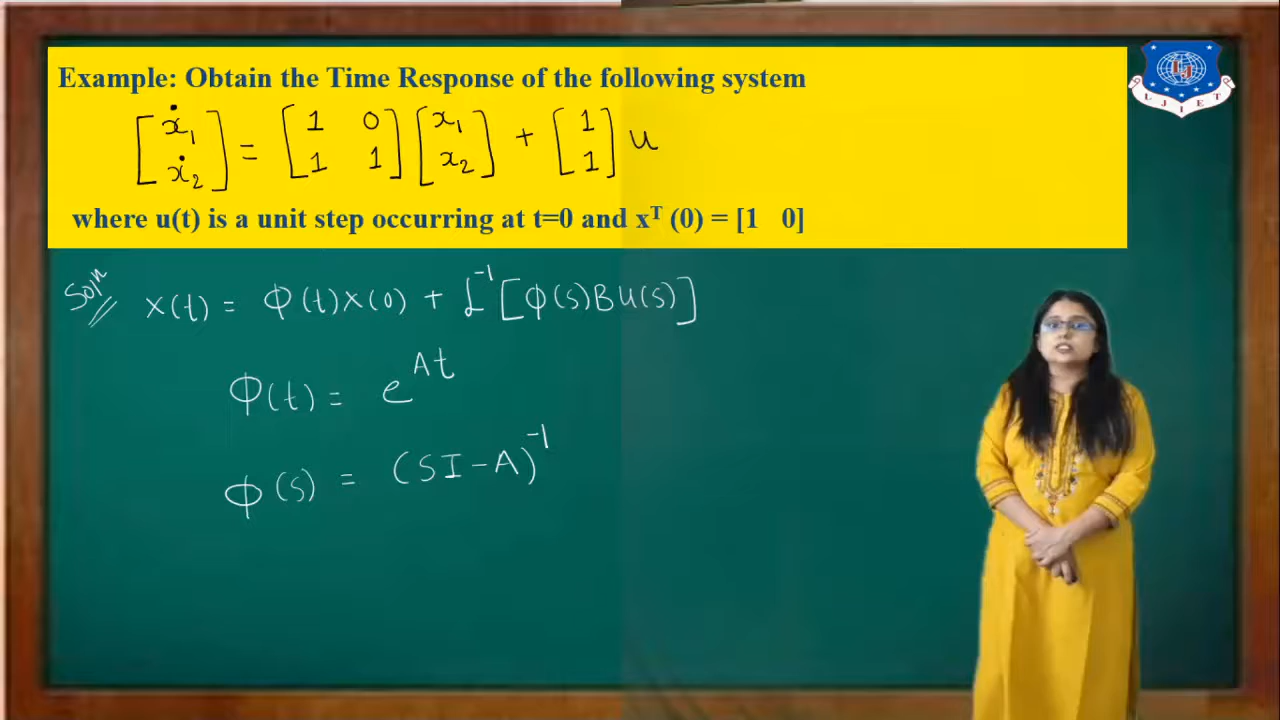 Example: Obtain the Time Response of the following system
[ẋ₁ ẋ₂] = [1 0 1 1] [x₁ x₂] + [1 1] u
where u(t) is a unit step occurring at t=0 and xᵀ (0) = [1 0]
Soln x(t) = Φ(t)x(0) + £⁻¹[Φ(s)BU(s)]
Φ(t) = e^At
Φ(s) = (SI-A)⁻¹
LJIET